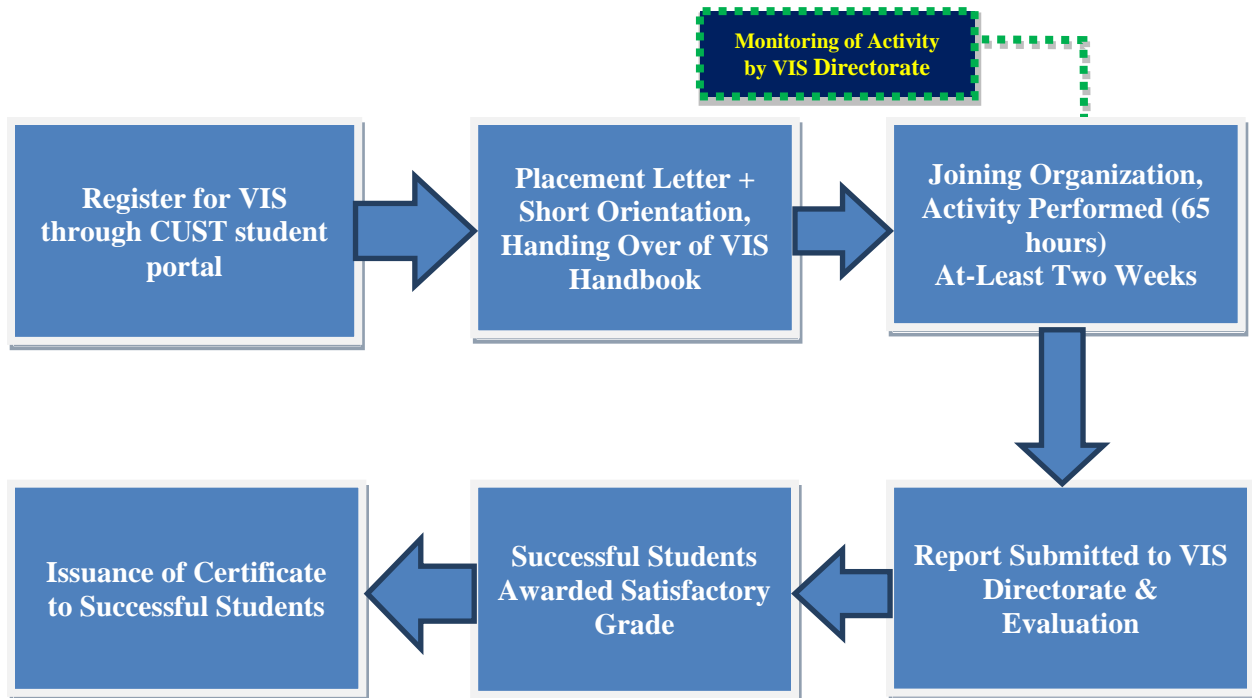 Monitoring of Activity
by VIS Directorate
Register for VIS
through CUST student
portal
Placement Letter +
Short Orientation,
Handing Over of VIS
Handbook
Joining Organization,
Activity Performed (65
hours)
At-Least Two Weeks
Report Submitted to VIS
Directorate &
Evaluation
Successful Students
Awarded Satisfactory
Grade
Issuance of Certificate
to Successful Students